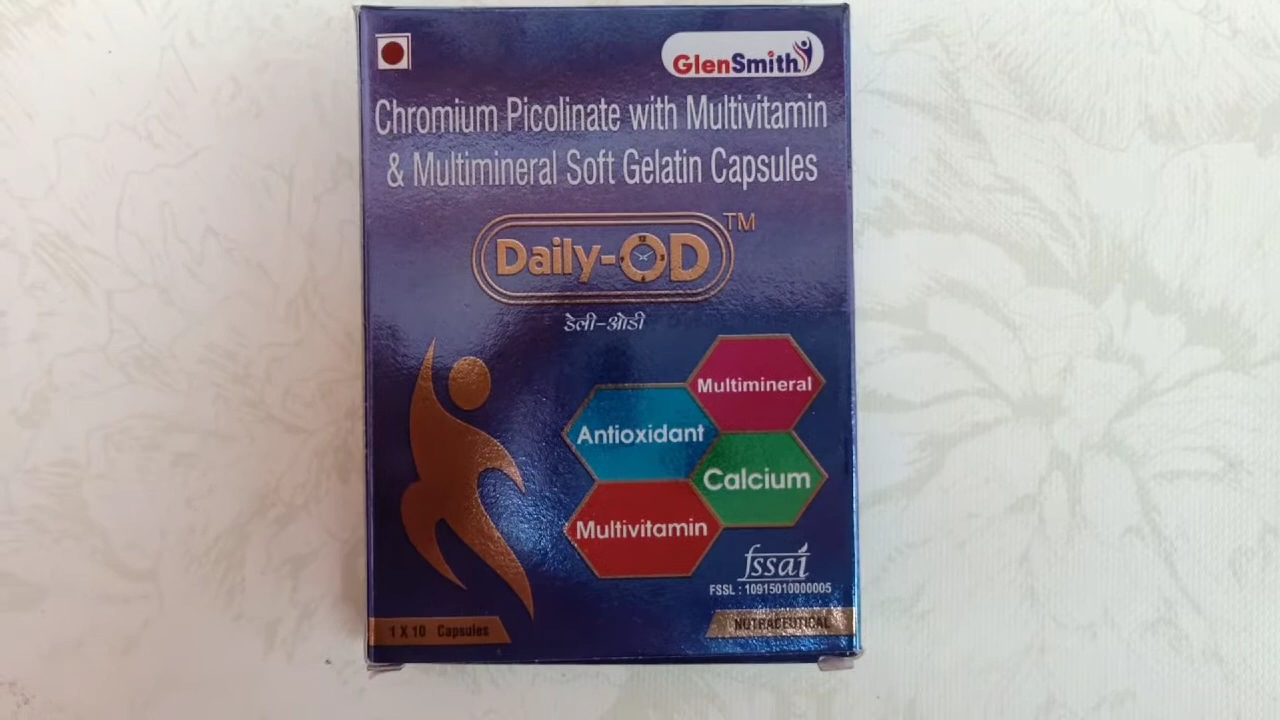 GlenSmith
Chromium Picolinate with Multivitamin
& Multimineral Soft Gelatin Capsules
Daily-OD™
डेली-ओडी
Multimineral
Antioxidant
Calcium
Multivitamin
fssai
FSSL : 10915010000005
1 X 10 Capsules
NUTRACEUTICAL